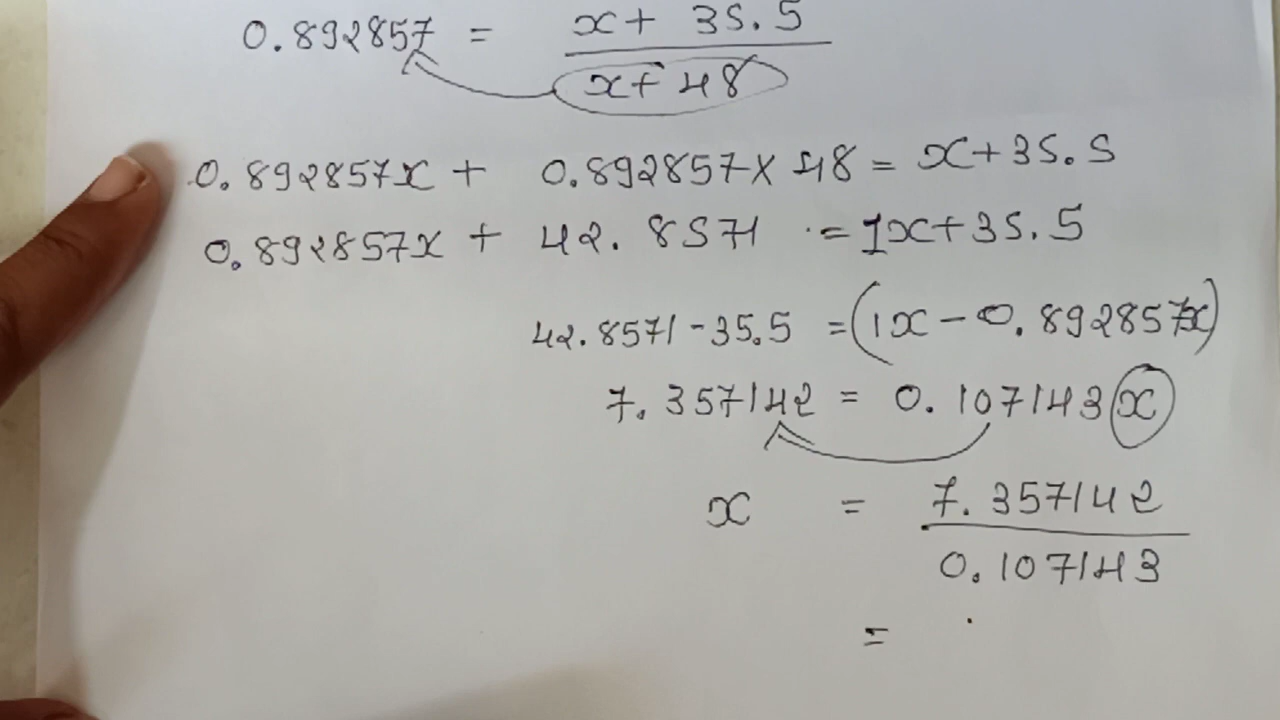 0.892857 = x + 35.5 / x + 48
0.892857x + 0.892857 × 48 = x + 35.5
0.892857x + 42.8571 = 1x + 35.5
42.8571 - 35.5 = (1x - 0.892857x)
7.357142 = 0.107143 x
x = 7.357142 / 0.107143
=